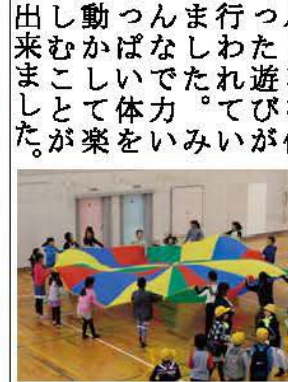 った遊びが
行われてい
ました。み
んなで力い
っぱい体を
動かして楽
しむことが
出来ました。